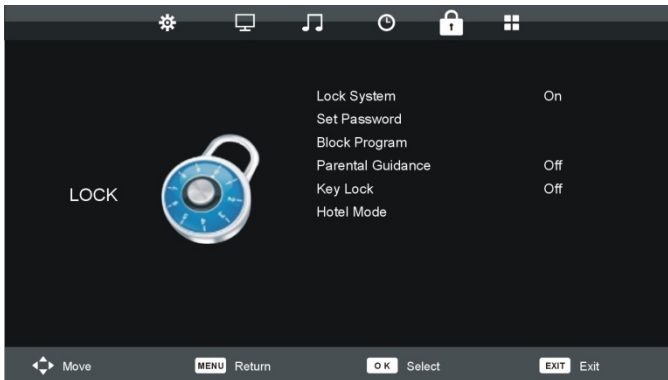 Lock System On
Set Password
Block Program
Parental Guidance Off
LOCK
Key Lock Off
Hotel Mode
Move MENU Return OK Select EXIT Exit